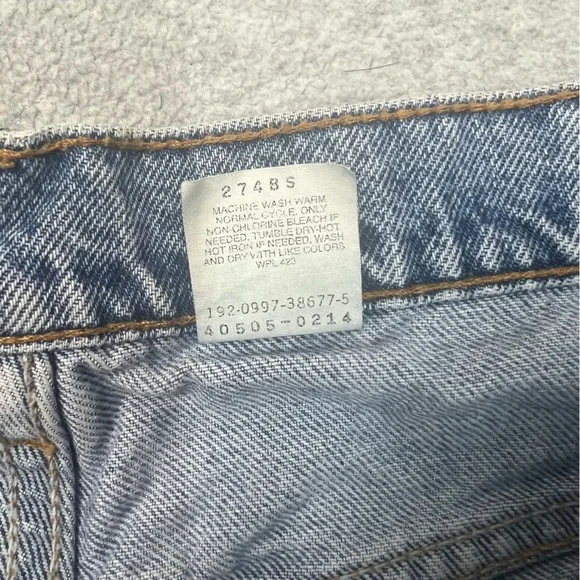 274BS
MACHINE WASH WARM
NORMAL CYCLE. ONLY
NON CHLORINE BLEACH IF
NEEDED. TUMBLE DRY-HOT.
HOT IRON IF NEEDED. WASH
AND DRY WITH LIKE COLORS.
WPL 423
192-0997-38677-5
40505-0214